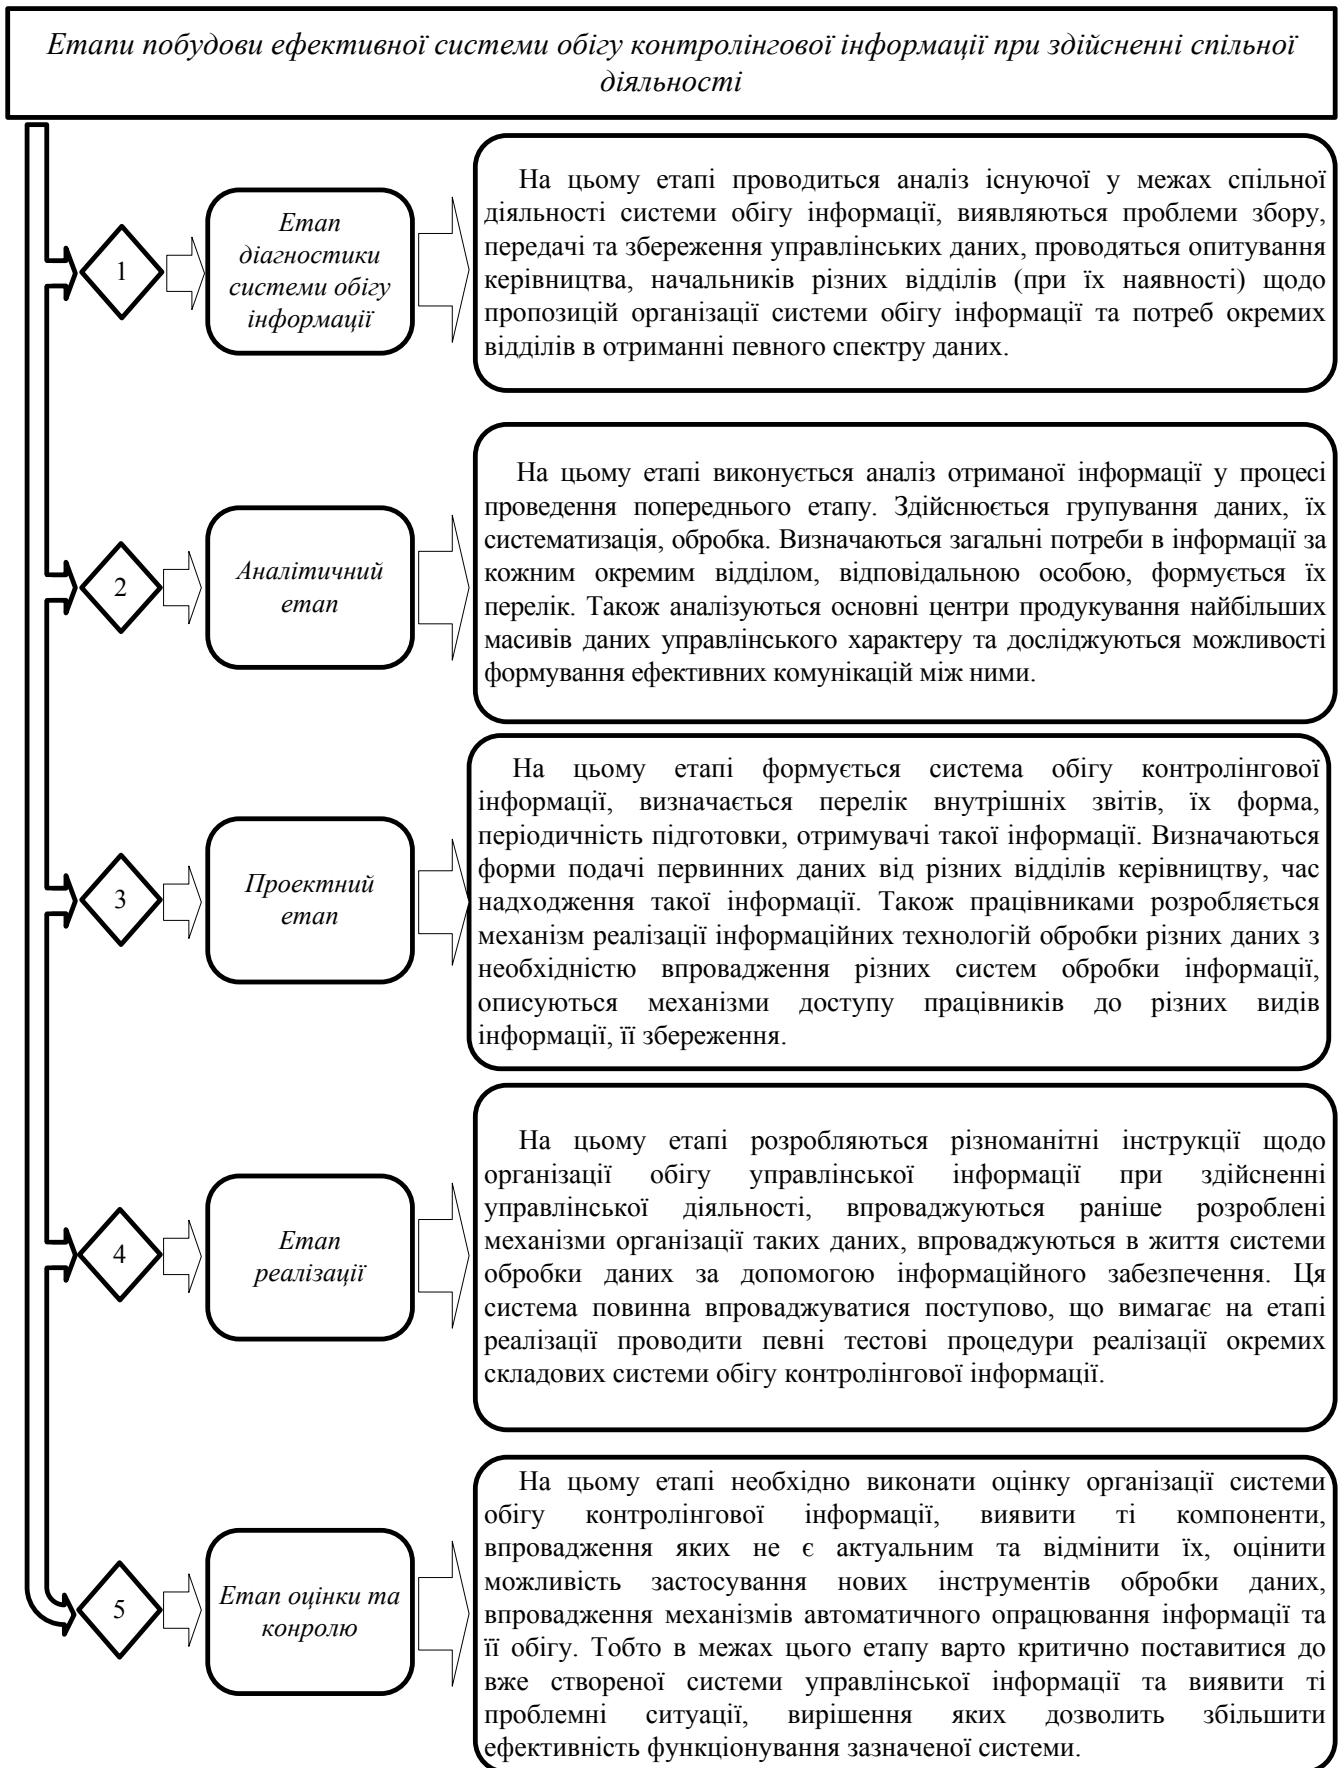 Етапи побудови ефективної системи обігу контролінгової інформації при здійсненні спільної
діяльності
1
Етап
діагностики
системи обігу
інформації
На цьому етапі проводиться аналіз існуючої у межах спільної
діяльності системи обігу інформації, виявляються проблеми збору,
передачі та збереження управлінських даних, проводяться опитування
керівництва, начальників різних відділів (при їх наявності) щодо
пропозицій організації системи обігу інформації та потреб окремих
відділів в отриманні певного спектру даних.
2
Аналітичний
етап
На цьому етапі виконується аналіз отриманої інформації у процесі
проведення попереднього етапу. Здійснюється групування даних, їх
систематизація, обробка. Визначаються загальні потреби в інформації за
кожним окремим відділом, відповідальною особою, формується їх
перелік. Також аналізуються основні центри продукування найбільших
масивів даних управлінського характеру та досліджуються можливості
формування ефективних комунікацій між ними.
3
Проектний
етап
На цьому етапі формується система обігу контролінгової
інформації, визначається перелік внутрішніх звітів, їх форма,
періодичність підготовки, отримувачі такої інформації. Визначаються
форми подачі первинних даних від різних відділів керівництву, час
надходження такої інформації. Також працівниками розробляється
механізм реалізації інформаційних технологій обробки різних даних з
необхідністю впровадження різних систем обробки інформації,
описуються механізми доступу працівників до різних видів
інформації, її збереження.
4
Етап
реалізації
На цьому етапі розробляються різноманітні інструкції щодо
організації обігу управлінської інформації при здійсненні
управлінської діяльності, впроваджуються раніше розроблені
механізми організації таких даних, впроваджуються в життя системи
обробки даних за допомогою інформаційного забезпечення. Ця
система повинна впроваджуватися поступово, що вимагає на етапі
реалізації проводити певні тестові процедури реалізації окремих
складових системи обігу контролінгової інформації.
5
Етап оцінки та
конролю
На цьому етапі необхідно виконати оцінку організації системи
обігу контролінгової інформації, виявити ті компоненти,
впровадження яких не є актуальним та відмінити їх, оцінити
можливість застосування нових інструментів обробки даних,
впровадження механізмів автоматичного опрацювання інформації та
її обігу. Тобто в межах цього етапу варто критично поставитися до
вже створеної системи управлінської інформації та виявити ті
проблемні ситуації, вирішення яких дозволить збільшити
ефективність функціонування зазначеної системи.